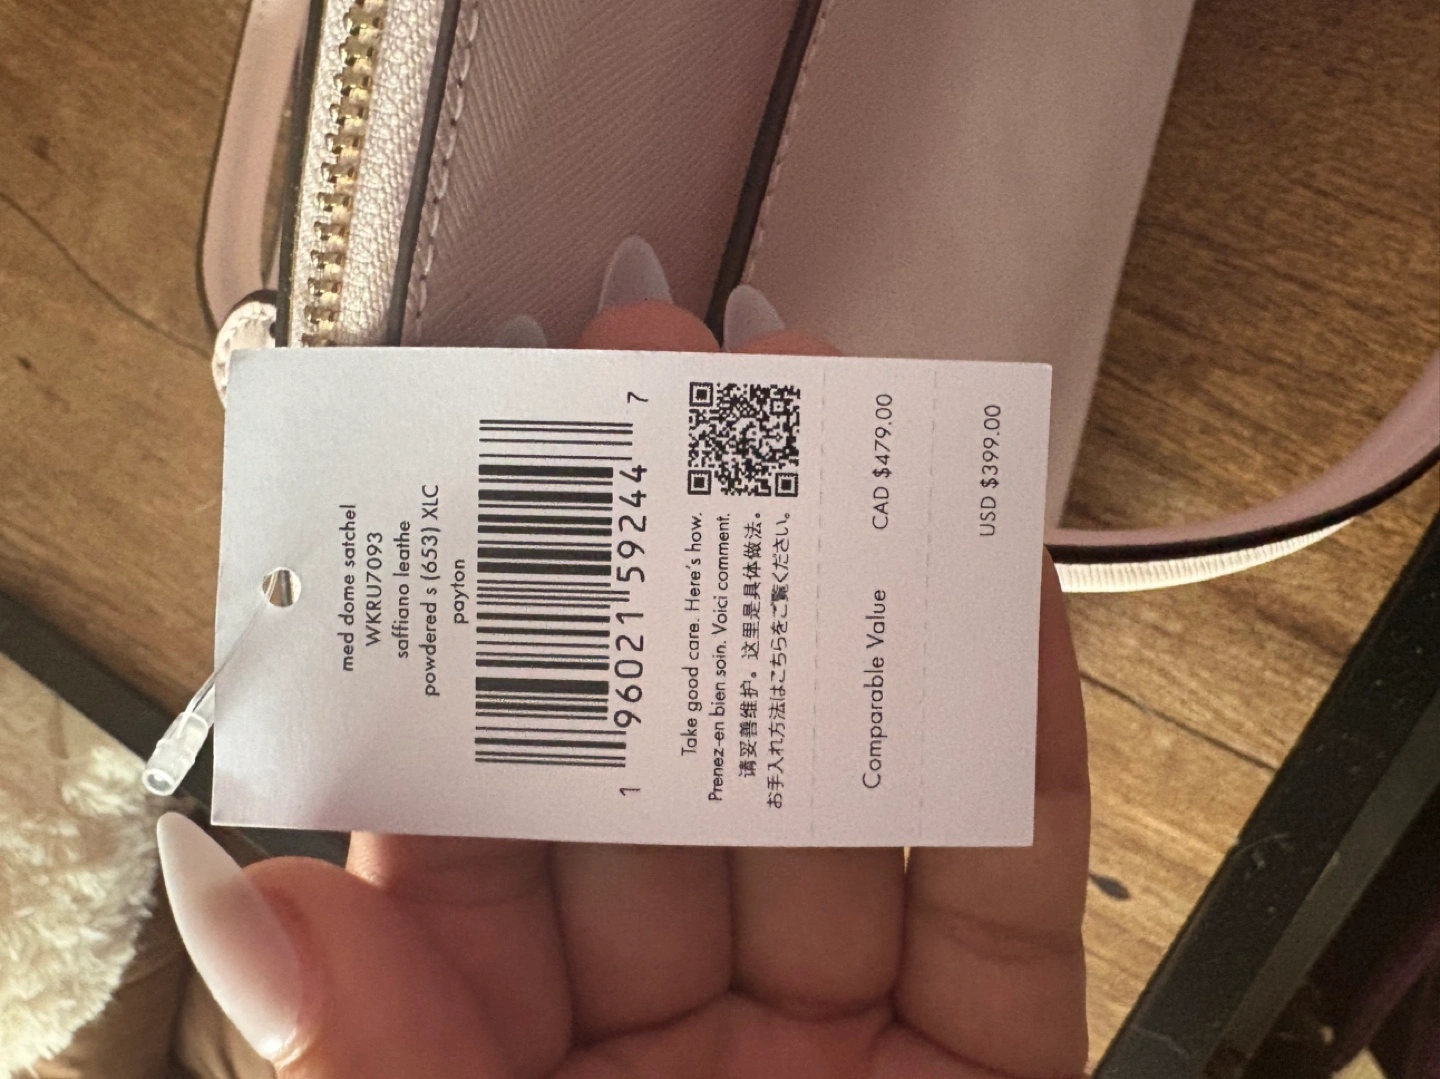 med dome satchel
WKRU7093
saffiano leathe
powdered s (653) XLC
payton
1 96021 59244 7
Take good care. Here's how.
Prenez-en bien soin. Voici comment.
请妥善维护。这里是具体做法。
お手入れ方法はこちらをご覧ください。
Comparable Value CAD $479.00
USD $399.00